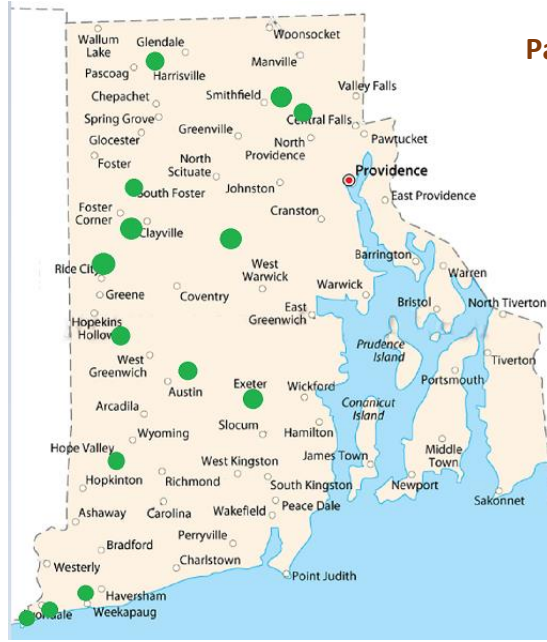 Wallum
Lake
Glendale
Woonsocket
Pa
Pascoag
Harrisville
Manville
Chepachet
Smithfield
Valley Falls
Spring Grove
Central Falls
Glocester
Greenville
North
Providence
Pawtucket
Foster
North
Scituate
Providence
South Foster
Johnston
East Providence
Foster
Corner
Clayville
Cranston
Rice City
West
Warwick
Barrington
Warren
Greene
Coventry
Warwick
Bristol
North Tiverton
East
Greenwich
Hopekins
Hollow
Prudence
Island
West
Greenwich
Tiverton
Austin
Exeter
Wickford
Portsmouth
Arcadila
Conanicut
Island
Wyoming
Slocum
Hamilton
Hope Valley
Middle
Town
West Kingston
James Town
Hopkinton
Richmond
South Kingston
Newport
Sakonnet
Ashaway
Carolina
Wakefield
Peace Dale
Bradford
Perryville
Westerly
Charlstown
Point Judith
Haversham
Weekapaug